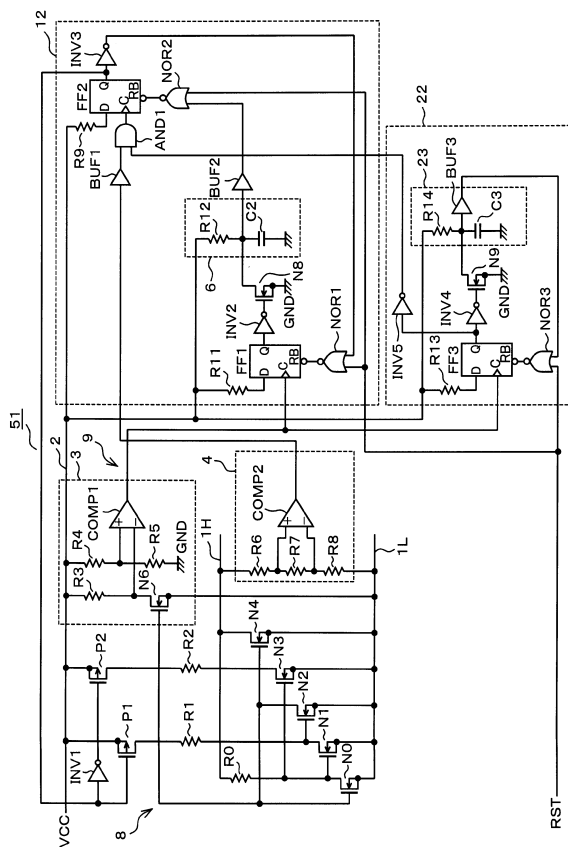 51
2
3
9
12
VCC
INV1
P1
P2
R1
R2
8
R3
R4
R5
COMP1
N6
GND
1H
4
R6
R7
R8
COMP2
1L
R0
N0
N1
N2
N3
N4
BUF1
R9
D
Q
C
RB
FF2
AND1
INV3
NOR2
BUF2
R12
C2
6
N8
GND
INV2
R11
D
Q
C
RB
FF1
NOR1
22
23
R14
C3
BUF3
N9
GND
INV4
INV5
R13
D
Q
C
RB
FF3
NOR3
RST